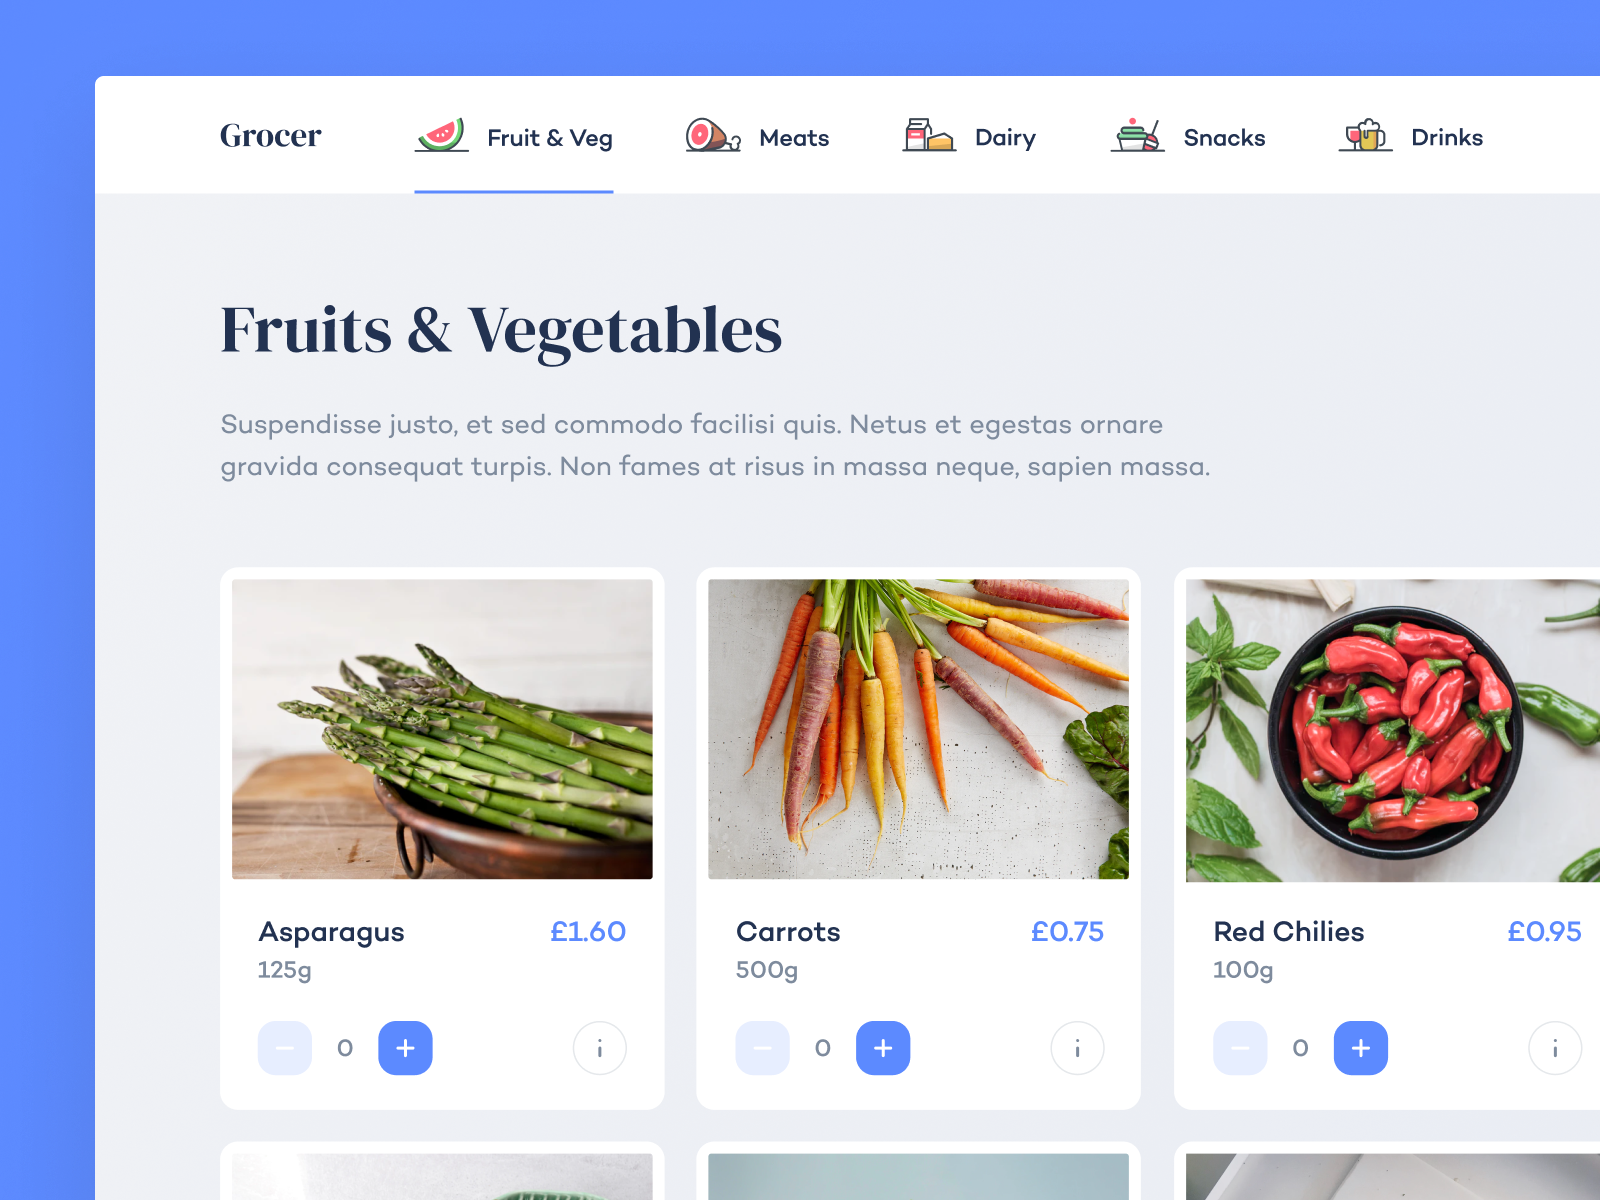 Grocer
Fruit & Veg
Meats
Dairy
Snacks
Drinks
Fruits & Vegetables
Suspendisse justo, et sed commodo facilisi quis. Netus et egestas ornare
gravida consequat turpis. Non fames at risus in massa neque, sapien massa.
Asparagus £1.60
125g
− 0 + i
Carrots £0.75
500g
− 0 + i
Red Chilies £0.95
100g
− 0 + i